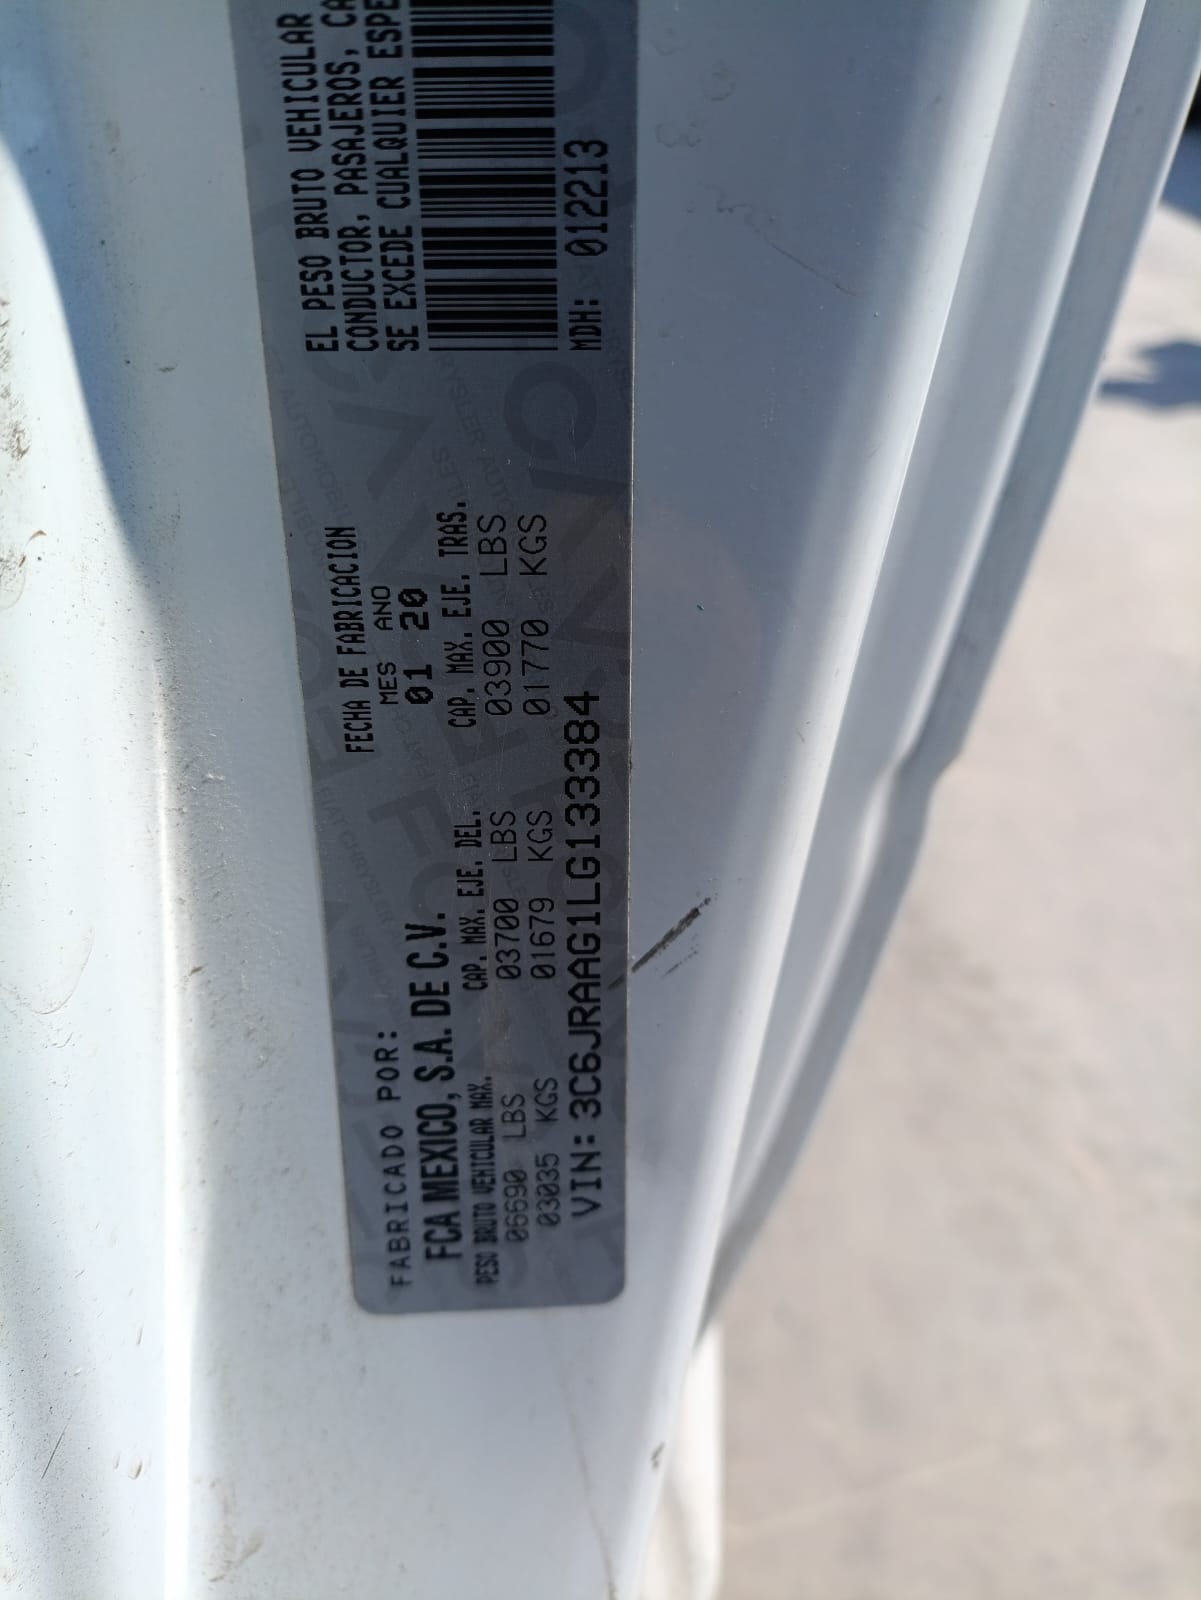 FABRICADO POR:
FCA MEXICO, S.A. DE C.V.
FECHA DE FABRICACION
MES ANO
01 20
PESO BRUTO VEHICULAR MAX.
06690 LBS
03035 KGS
CAP. MAX. EJE. DEL.
03700 LBS
01679 KGS
CAP. MAX. EJE. TRAS.
03900 LBS
01770 KGS
VIN: 3C6JRAAG1LG133384
EL PESO BRUTO VEHICULAR
CONDUCTOR, PASAJEROS,
SE EXCEDE CUALQUIER
MDH: 012213